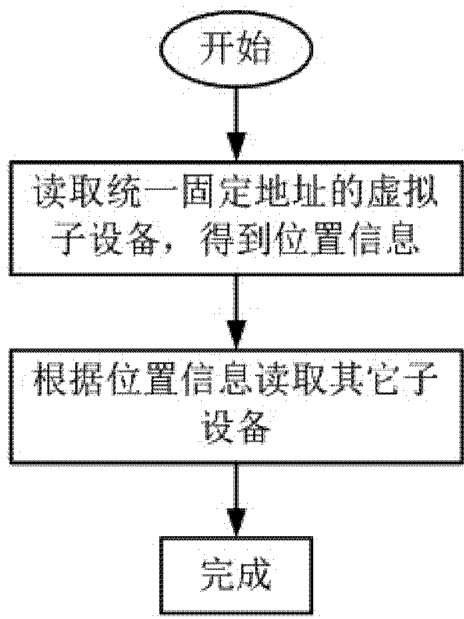 开始
读取统一固定地址的虚拟
子设备，得到位置信息
根据位置信息读取其它子
设备
完成